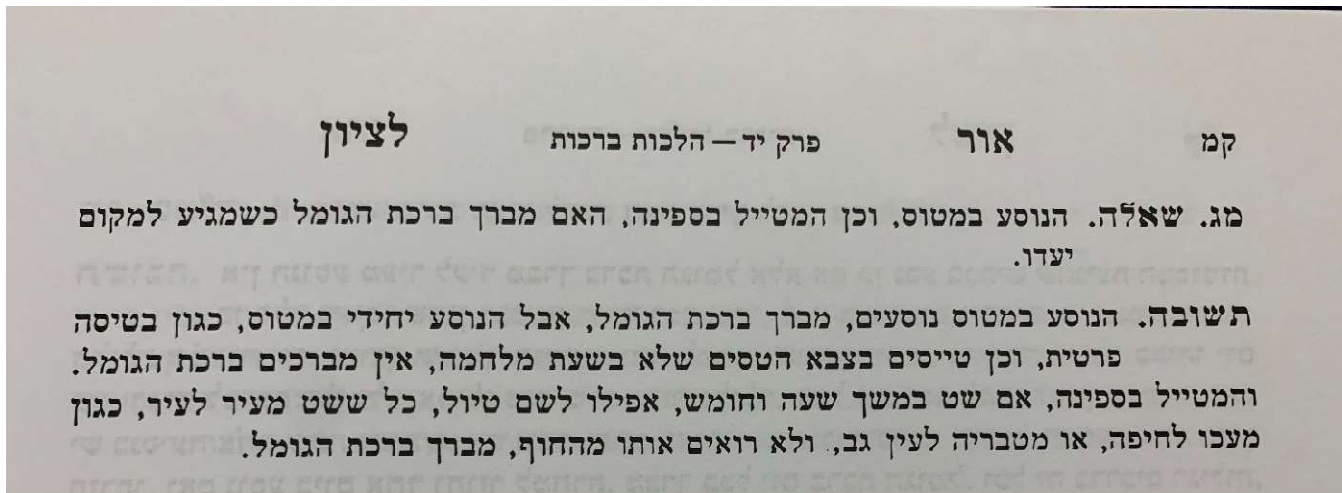 קמ אור פרק יד — הלכות ברכות לציון
מג. שאלה. הנוסע במטוס, וכן המטייל בספינה, האם מברך ברכת הגומל כשמגיע למקום
יעדו.
תשובה. הנוסע במטוס נוסעים, מברך ברכת הגומל, אבל הנוסע יחידי במטוס, כגון בטיסה
פרטית, וכן טייסים בצבא הטסים שלא בשעת מלחמה, אין מברכים ברכת הגומל.
והמטייל בספינה, אם שט במשך שעה וחומש, אפילו לשם טיול, כל ששט מעיר לעיר, כגון
מעכו לחיפה, או מטבריה לעין גב, ולא רואים אותו מהחוף, מברך ברכת הגומל.